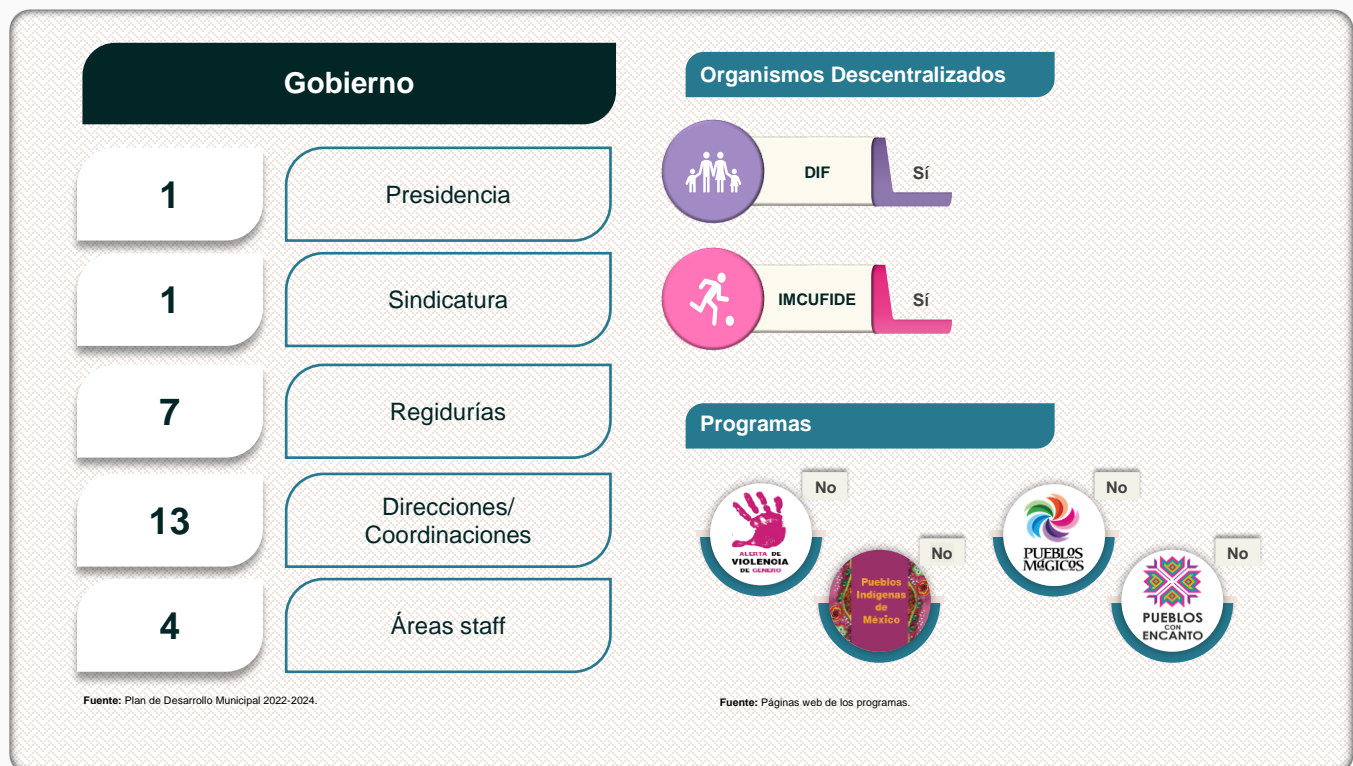 Gobierno
1
Presidencia
1
Sindicatura
7
Regidurías
13
Direcciones/
Coordinaciones
4
Áreas staff
Fuente: Plan de Desarrollo Municipal 2022-2024.
Organismos Descentralizados
DIF
Sí
IMCUFIDE
Sí
Programas
No
ALERTA DE
VIOLENCIA
DE GÉNERO
No
Pueblos
Indígenas
de
México
No
PUEBLOS
MáGICOS
No
PUEBLOS
CON
ENCANTO
Fuente: Páginas web de los programas.